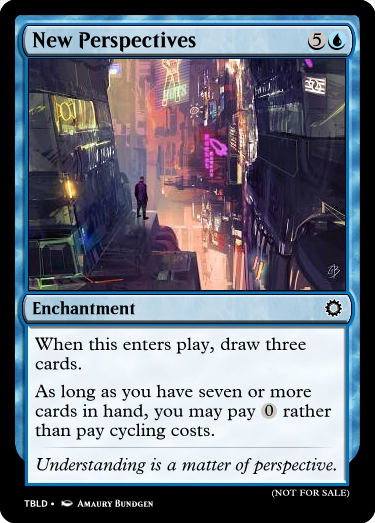 New Perspectives 5
Enchantment
When this enters play, draw three
cards.
As long as you have seven or more
cards in hand, you may pay 0 rather
than pay cycling costs.
Understanding is a matter of perspective.
(NOT FOR SALE)
TBLD • Amaury Bundgen